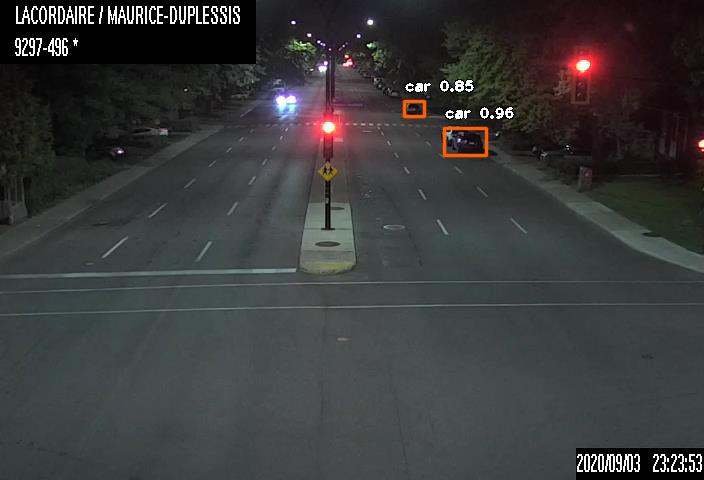 LACORDAIRE / MAURICE-DUPLESSIS
9297-496 *
car 0.85
car 0.96
2020/09/03 23:23:53